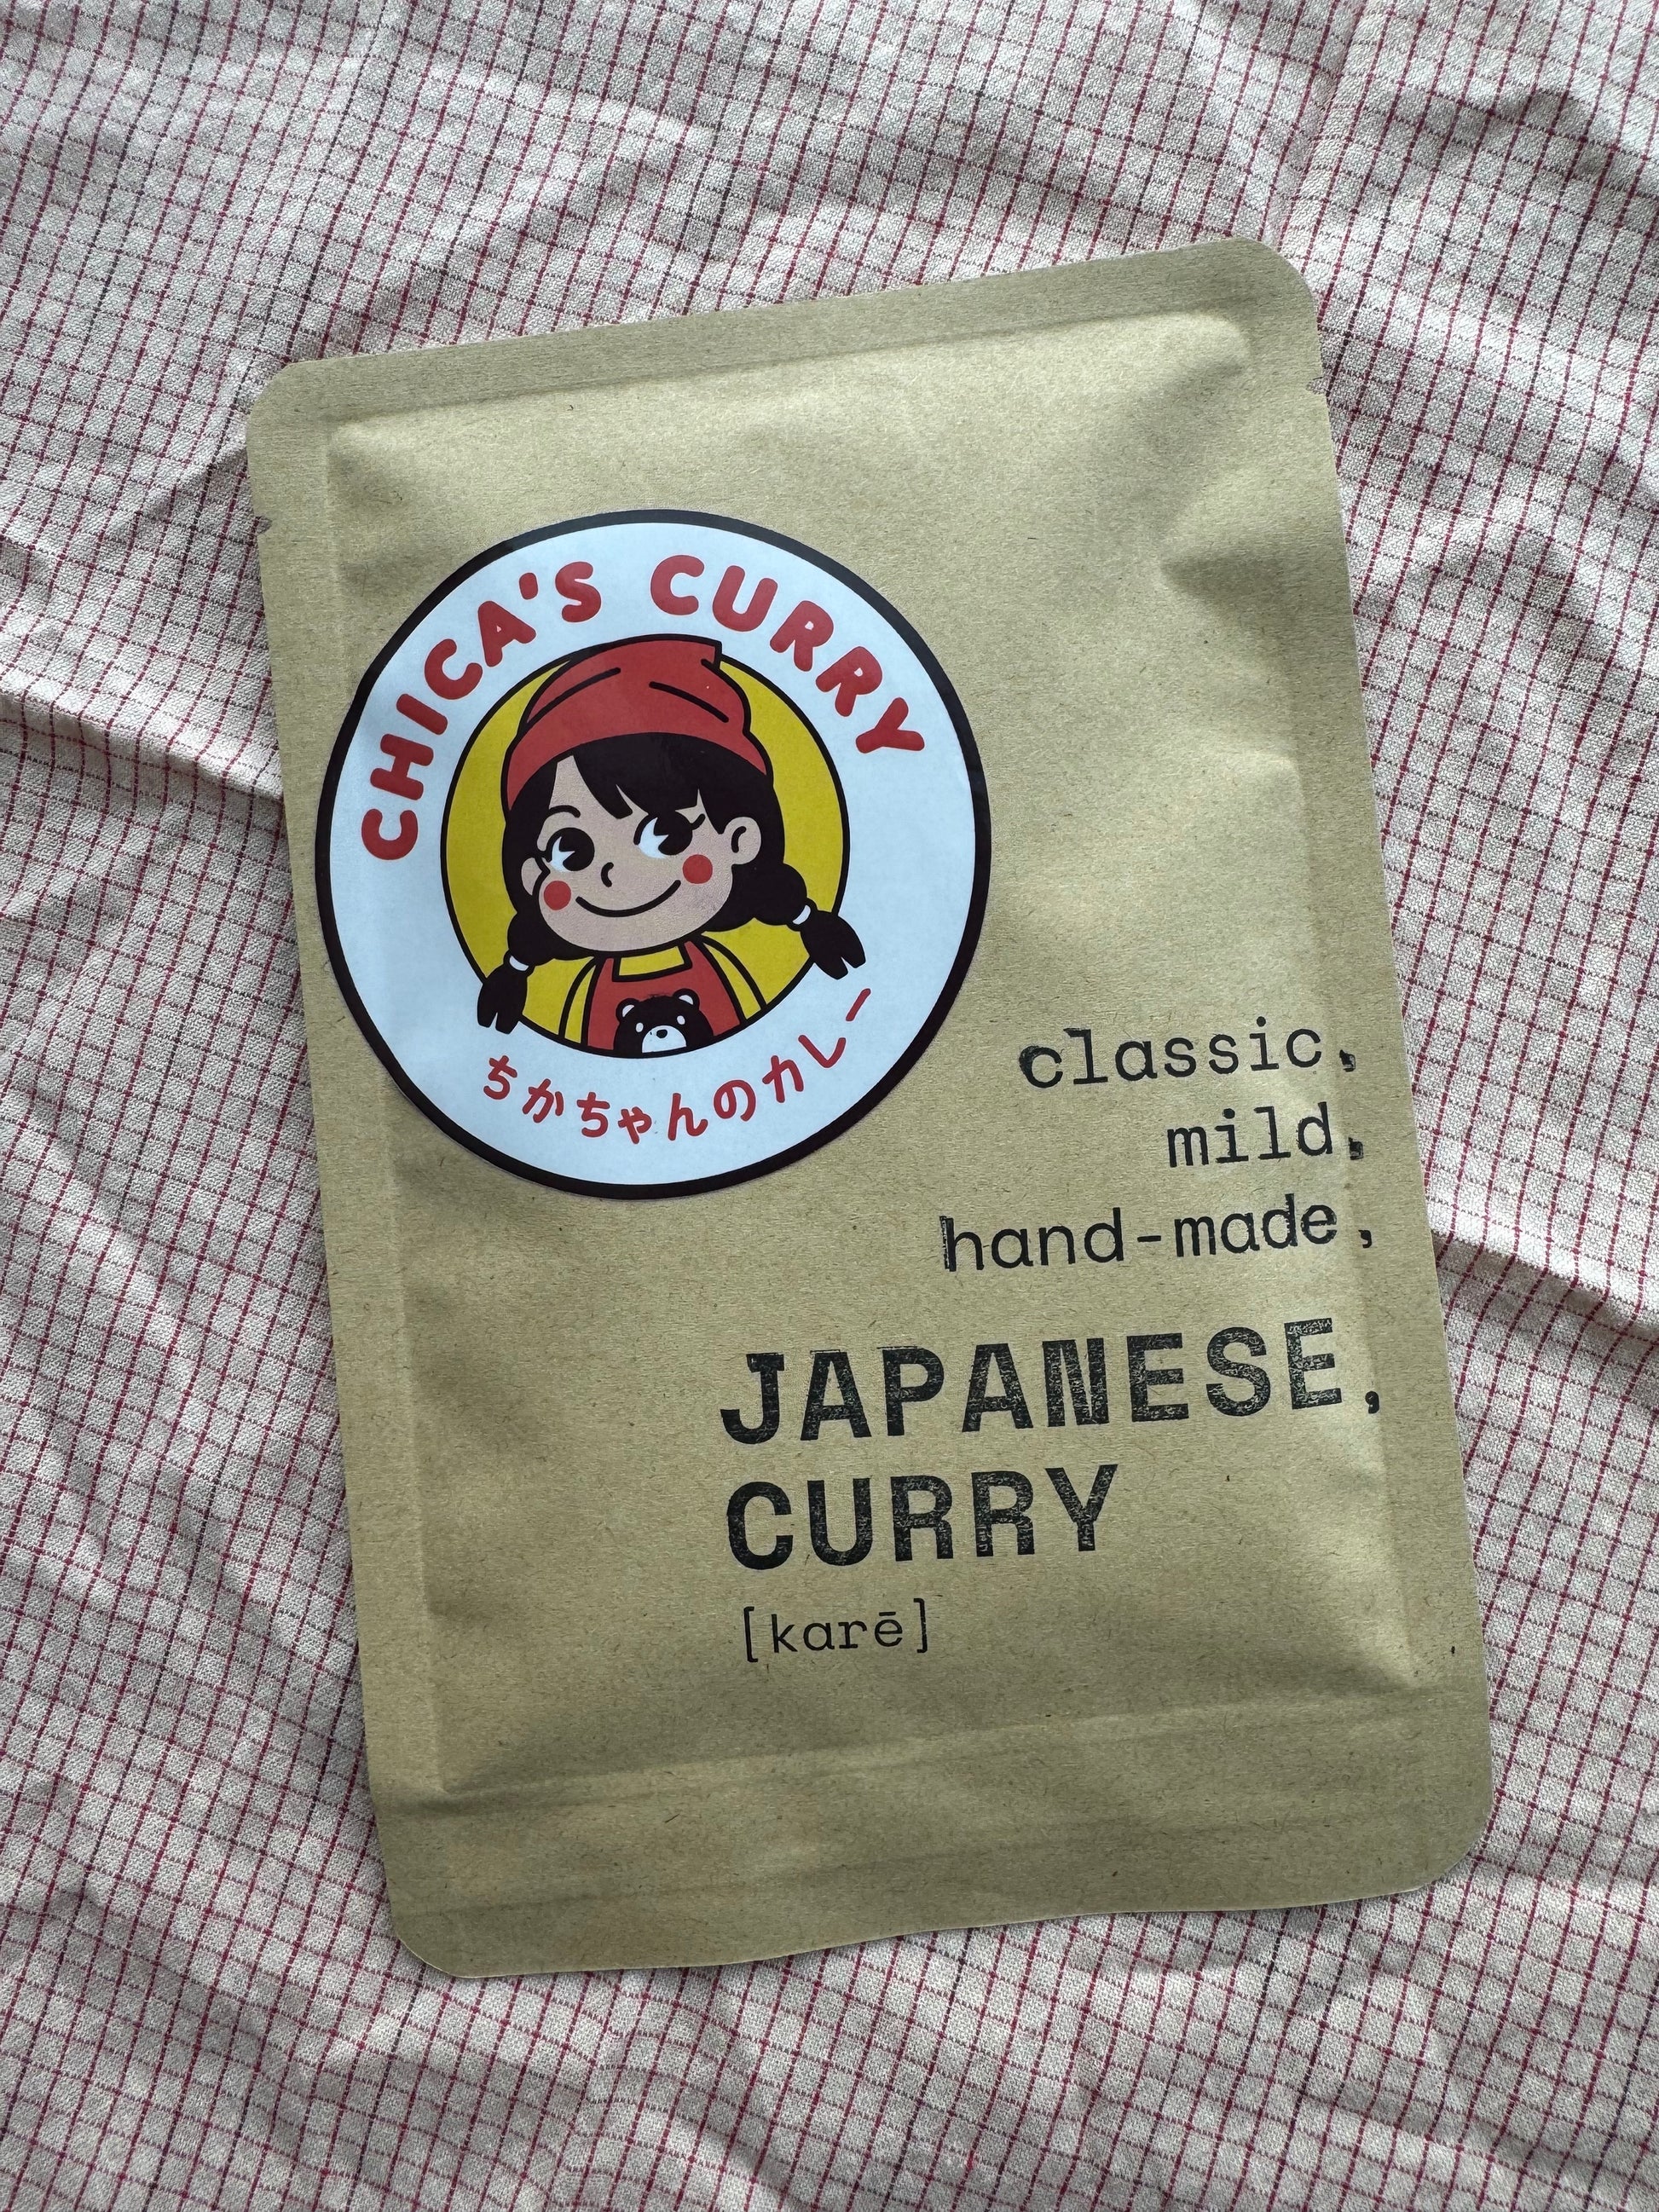 CHICA'S CURRY
ちかちゃんのカレー
classic,
mild,
hand-made,
JAPANESE,
CURRY
[karē]